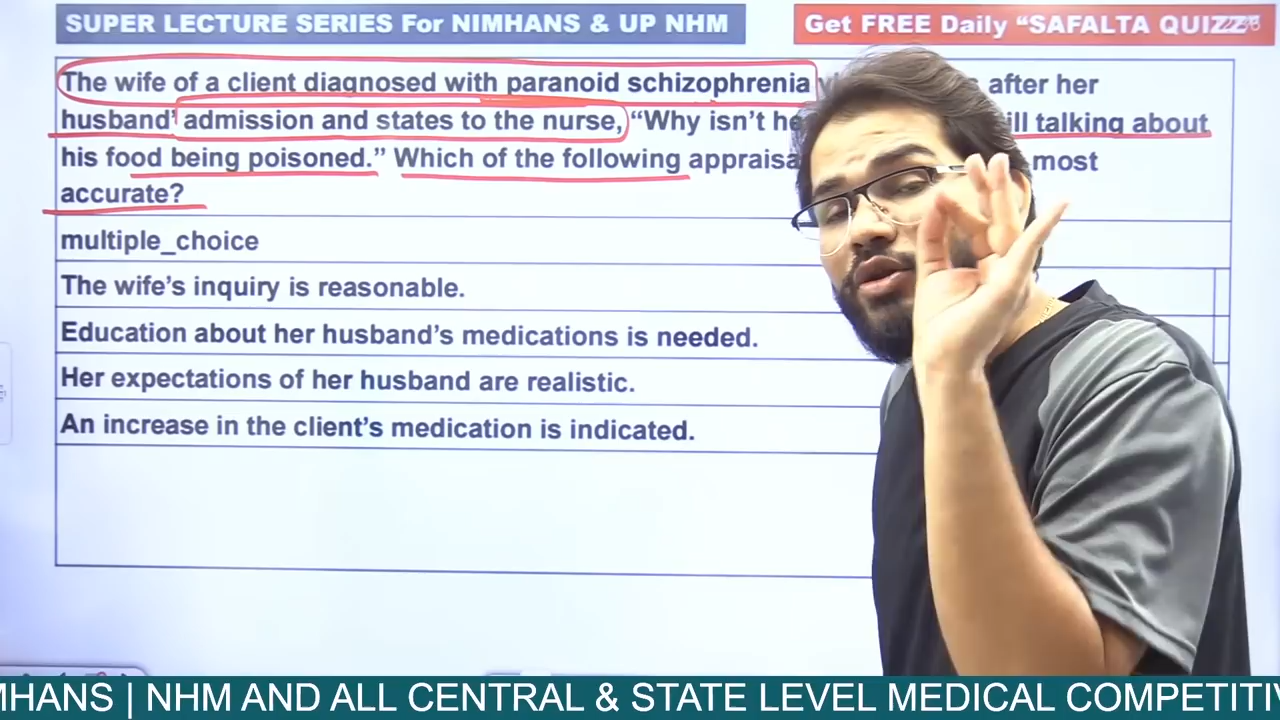 SUPER LECTURE SERIES For NIMHANS & UP NHM
Get FREE Daily “SAFALTA QUIZZ”
The wife of a client diagnosed with paranoid schizophrenia after her
husband’ admission and states to the nurse, “Why isn’t he talking about
his food being poisoned.” Which of the following most
accurate?
multiple_choice
The wife’s inquiry is reasonable.
Education about her husband’s medications is needed.
Her expectations of her husband are realistic.
An increase in the client’s medication is indicated.
NHM AND ALL CENTRAL & STATE LEVEL MEDICAL